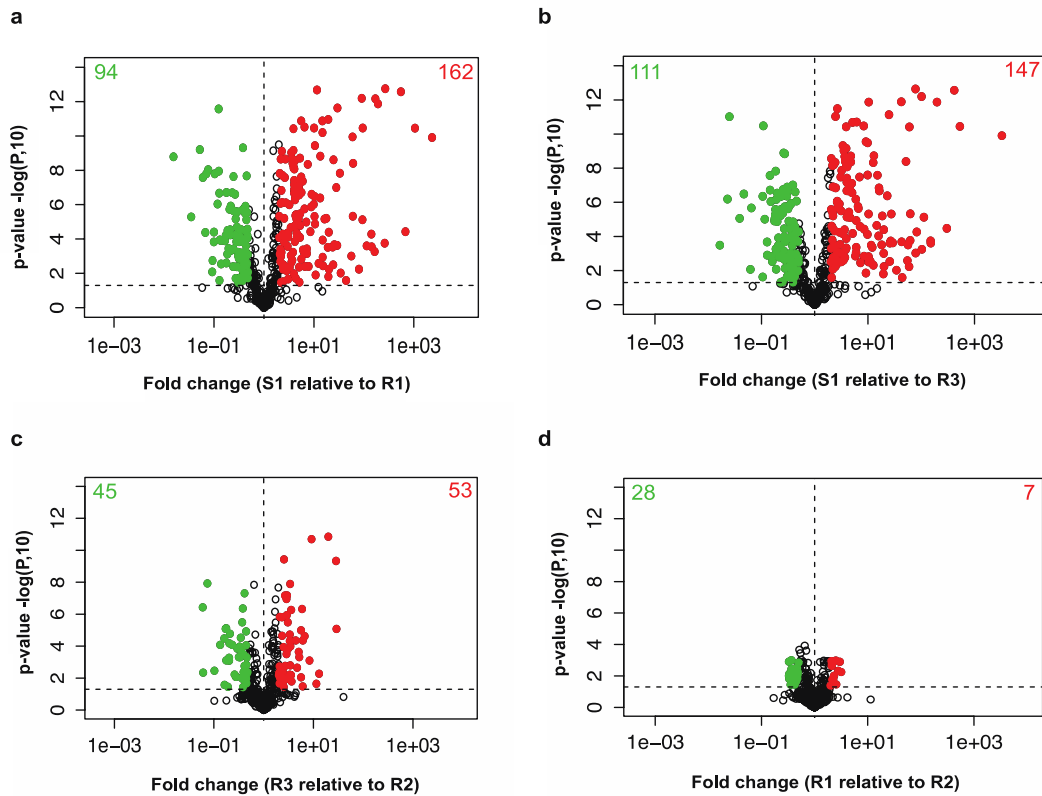 a
94
162
p-value -log(P,10)
12
10
8
6
4
2
0
1e−03
1e−01
1e+01
1e+03
Fold change (S1 relative to R1)
b
111
147
p-value -log(P,10)
12
8
6
4
2
0
1e−03
1e−01
1e+01
1e+03
Fold change (S1 relative to R3)
c
45
53
p-value -log(P,10)
12
8
6
4
2
0
1e−03
1e−01
1e+01
1e+03
Fold change (R3 relative to R2)
d
28
7
p-value -log(P,10)
12
8
6
4
2
0
1e−03
1e−01
1e+01
1e+03
Fold change (R1 relative to R2)